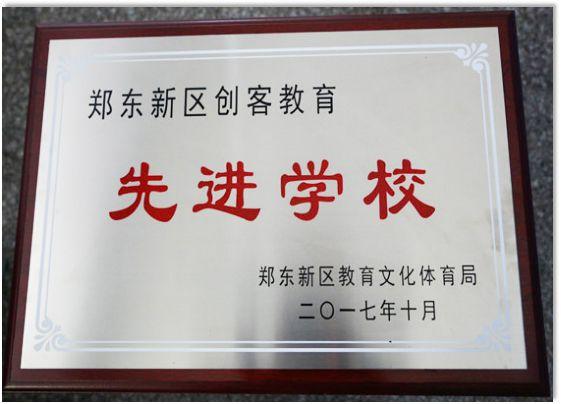 郑东新区创客教育
先进学校
郑东新区教育文化体育局
二〇一七年十月